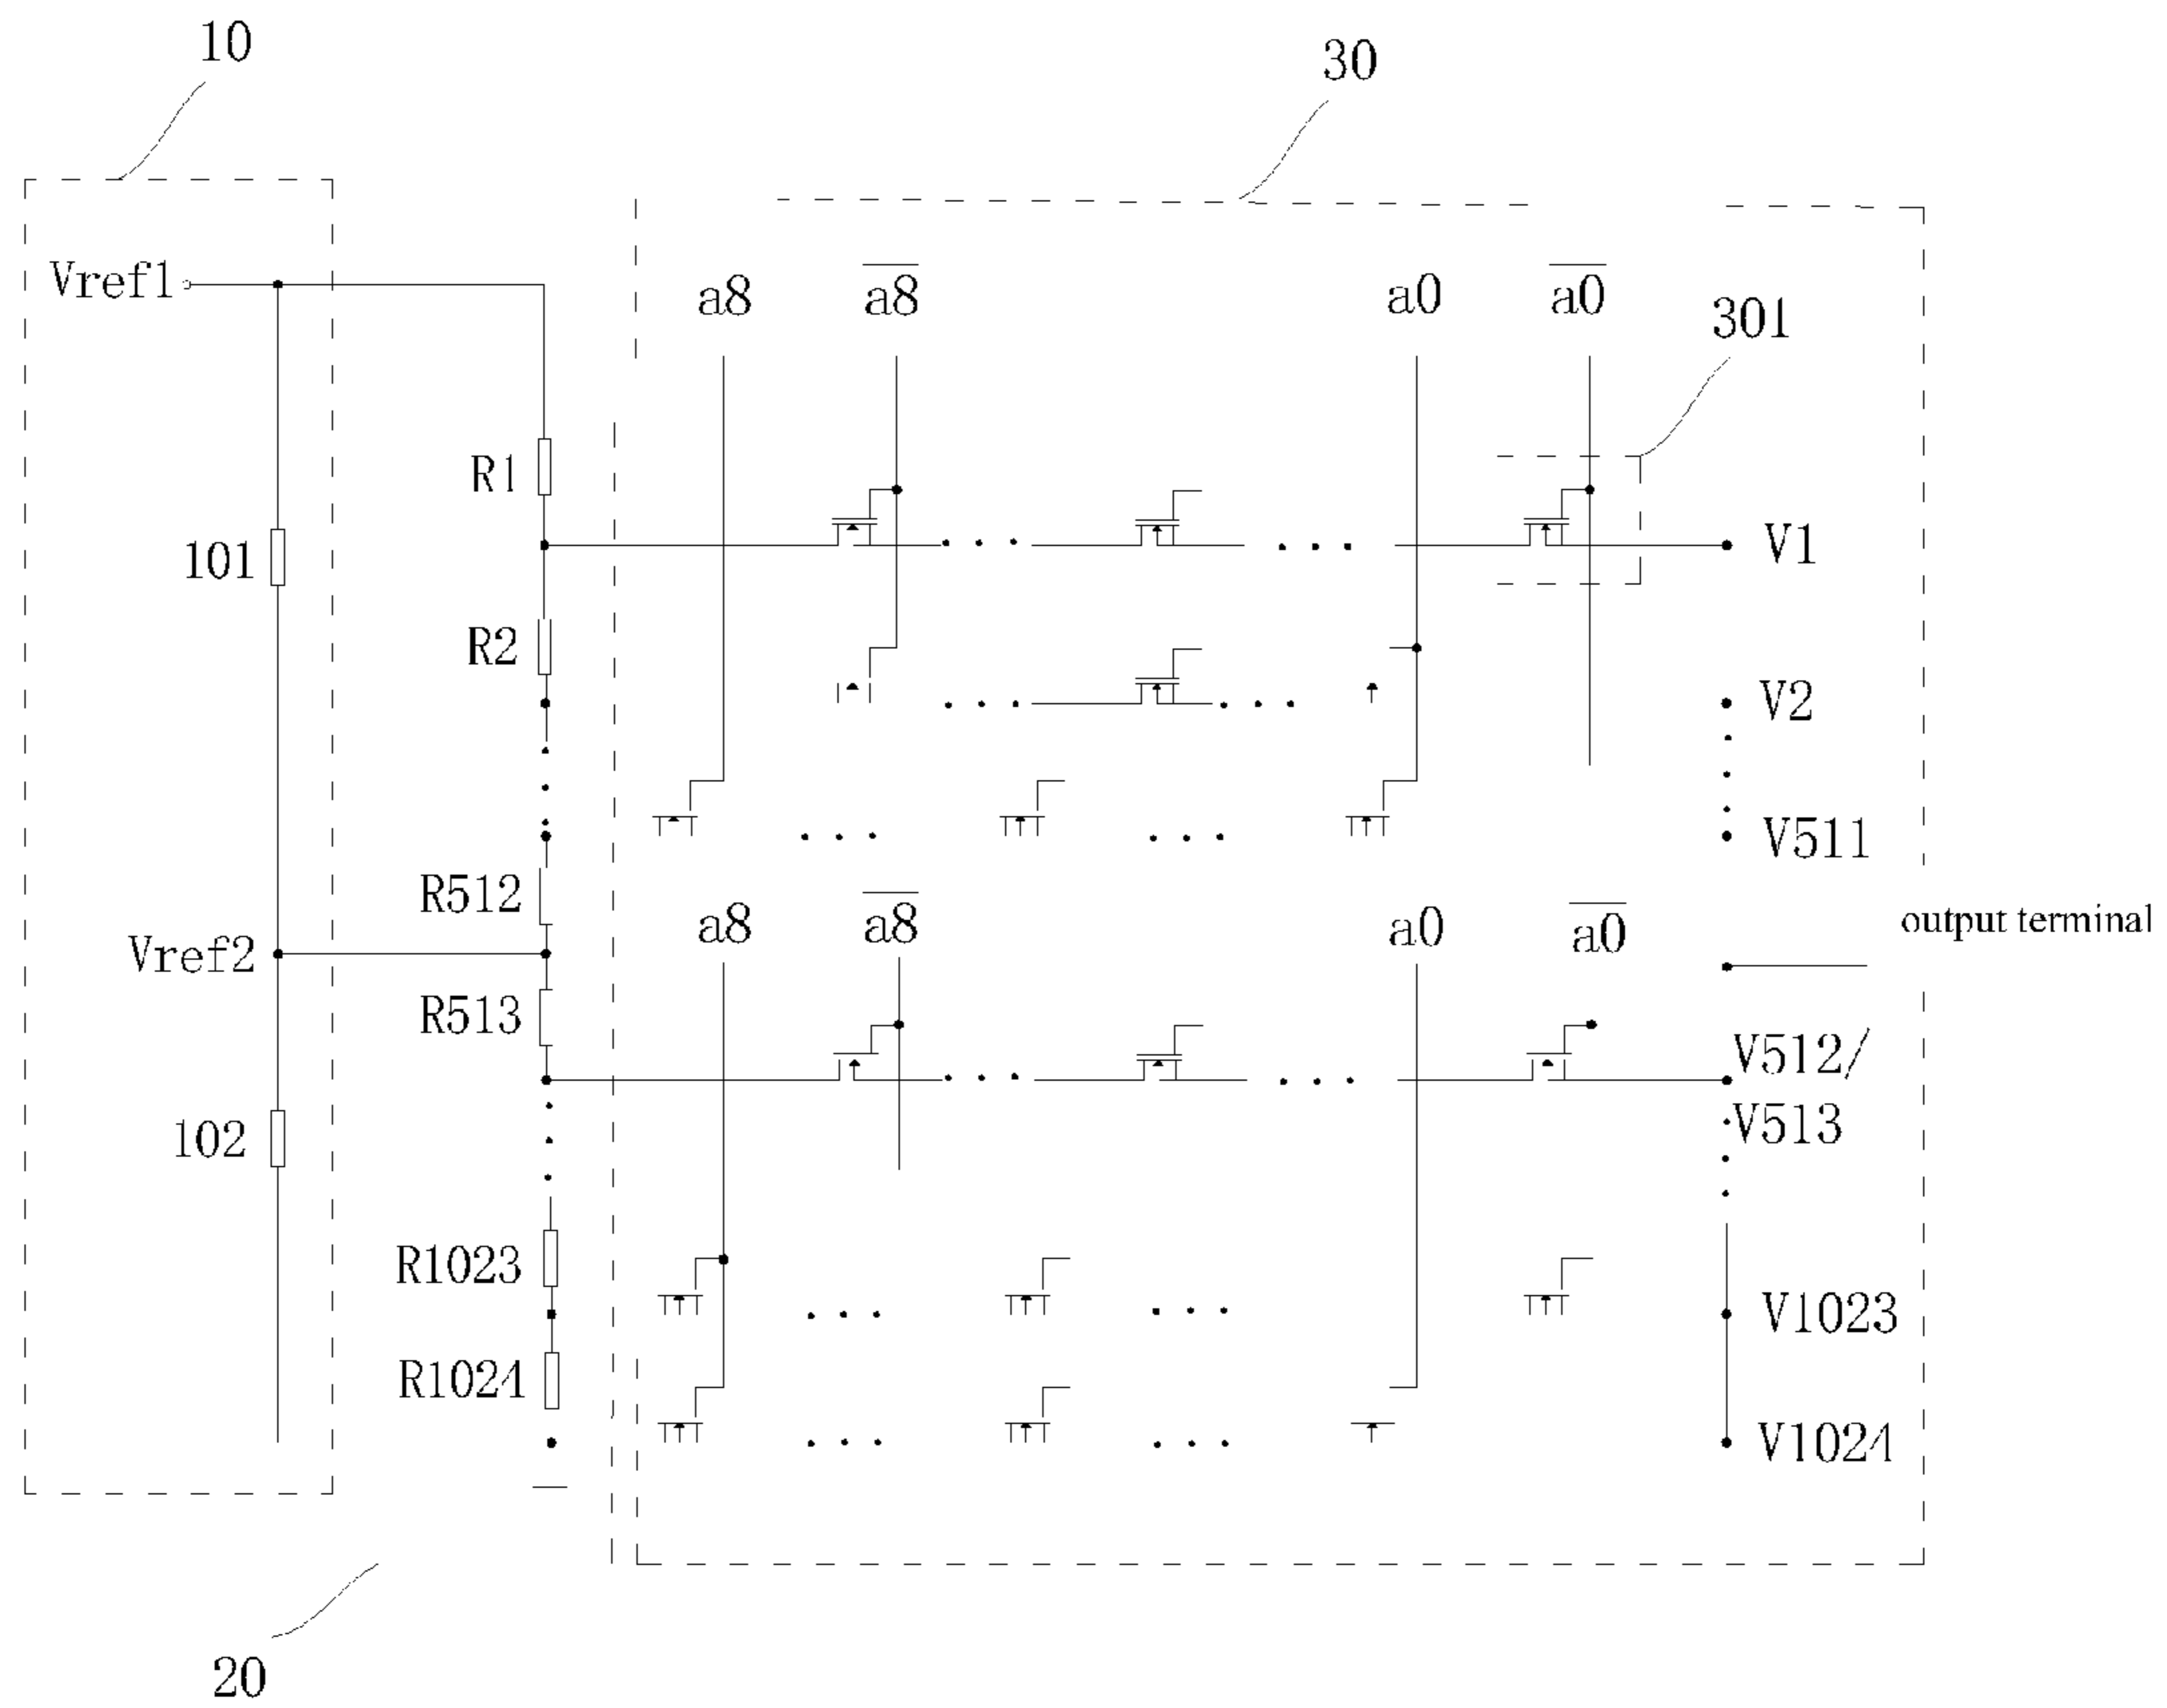 10
30
Vref1
a8
a8
a0
a0
301
R1
101
V1
R2
V2
V511
R512
a8
a8
a0
a0
output terminal
Vref2
R513
V512/
V513
102
R1023
V1023
R1024
V1024
20